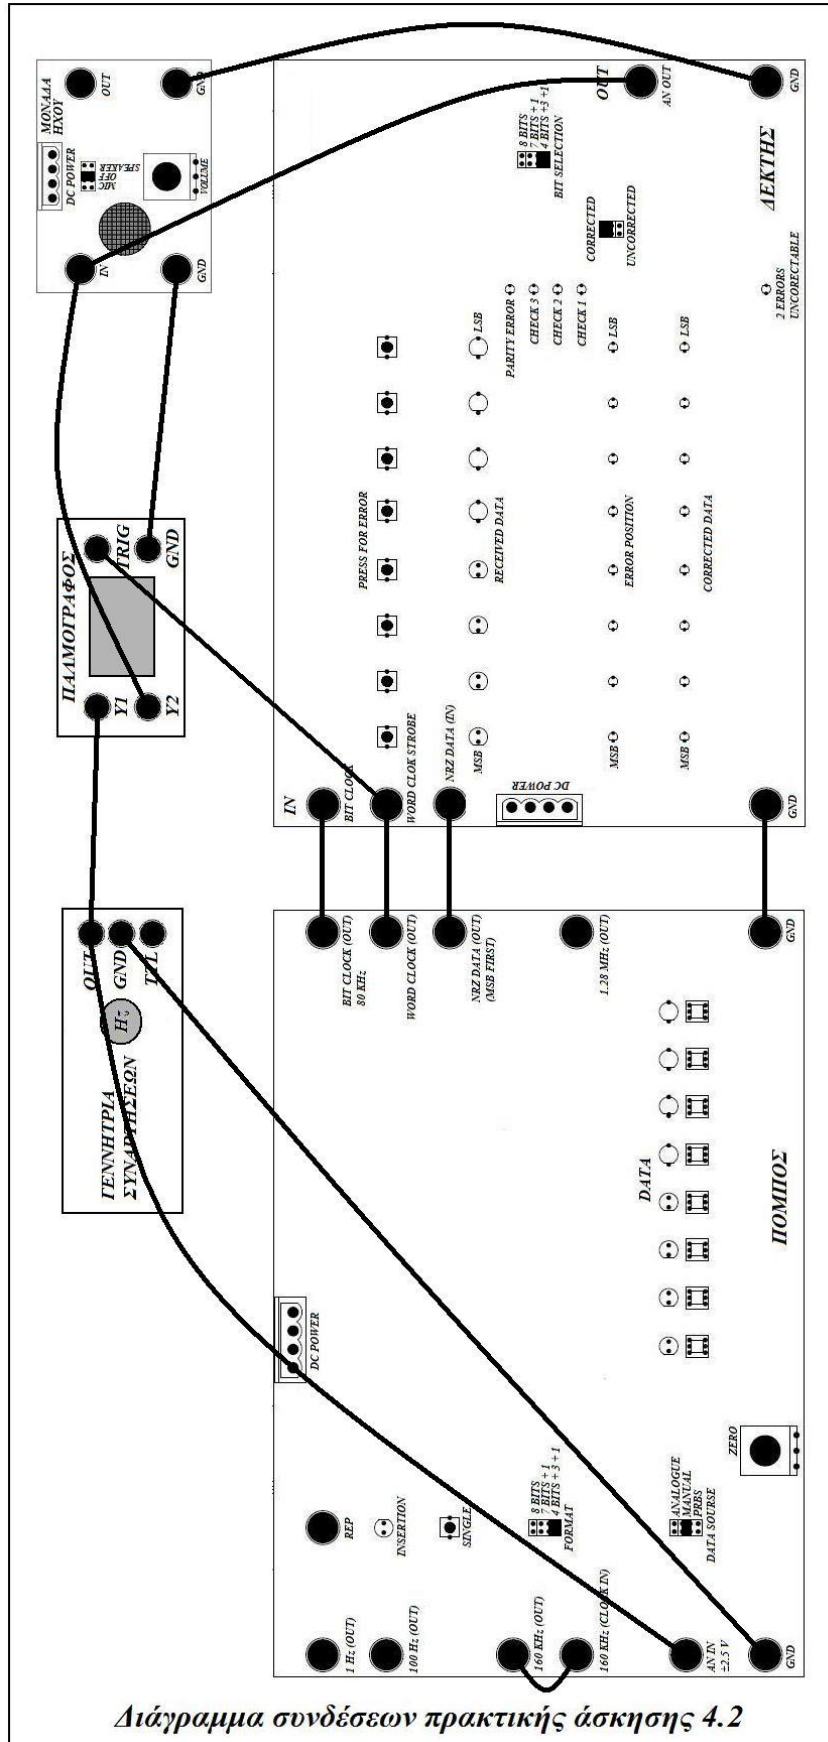 ΜΟΝΑΔΑ
ΗΧΟΥ
OUT
GND
DC POWER
MIC
OFF
SPEAKER
VOLUME
IN
GND
ΠΑΛΜΟΓΡΑΦΟΣ
TRIG
GND
Y1
Y2
ΓΕΝΝΗΤΡΙΑ
ΣΥΝΑΡΤΗΣΕΩΝ
Hz
OUT
GND
TTL
OUT
AN OUT
GND
8 BITS
7 BITS + 1
4 BITS +3 +1
BIT SELECTION
ΔΕΚΤΗΣ
CORRECTED
UNCORRECTED
2 ERRORS
UNCORECTABLE
PARITY ERROR
CHECK 3
CHECK 2
CHECK 1
PRESS FOR ERROR
MSB
RECEIVED DATA
LSB
MSB
ERROR POSITION
LSB
MSB
CORRECTED DATA
LSB
IN
BIT CLOCK
WORD CLOK STROBE
NRZ DATA (IN)
DC POWER
GND
BIT CLOCK (OUT)
80 KHz
WORD CLOCK (OUT)
NRZ DATA (OUT)
(MSB FIRST)
1.28 MHz (OUT)
GND
DATA
ΠΟΜΠΟΣ
DC POWER
ZERO
REP
INSERTION
SINGLE
8 BITS
7 BITS + 1
4 BITS + 3 + 1
FORMAT
ANALOGUE
MANUAL
PRBS
DATA SOURSE
1 Hz (OUT)
100 Hz (OUT)
160 KHz (OUT)
160 KHz (CLOCK IN)
AN IN
±2.5 V
GND
Διάγραμμα συνδέσεων πρακτικής άσκησης 4.2